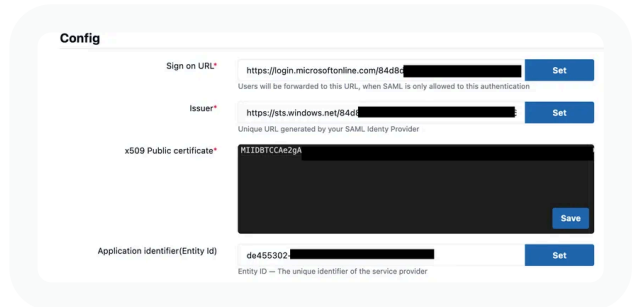 Config
Sign on URL*
https://login.microsoftonline.com/84d8d
Set
Users will be forwarded to this URL, when SAML is only allowed to this authentication
Issuer*
https://sts.windows.net/84d8
Set
Unique URL generated by your SAML Identy Provider
x509 Public certificate*
MIIDBTCCAe2gA
Save
Application identifier(Entity Id)
de455302-
Set
Entity ID — The unique identifier of the service provider